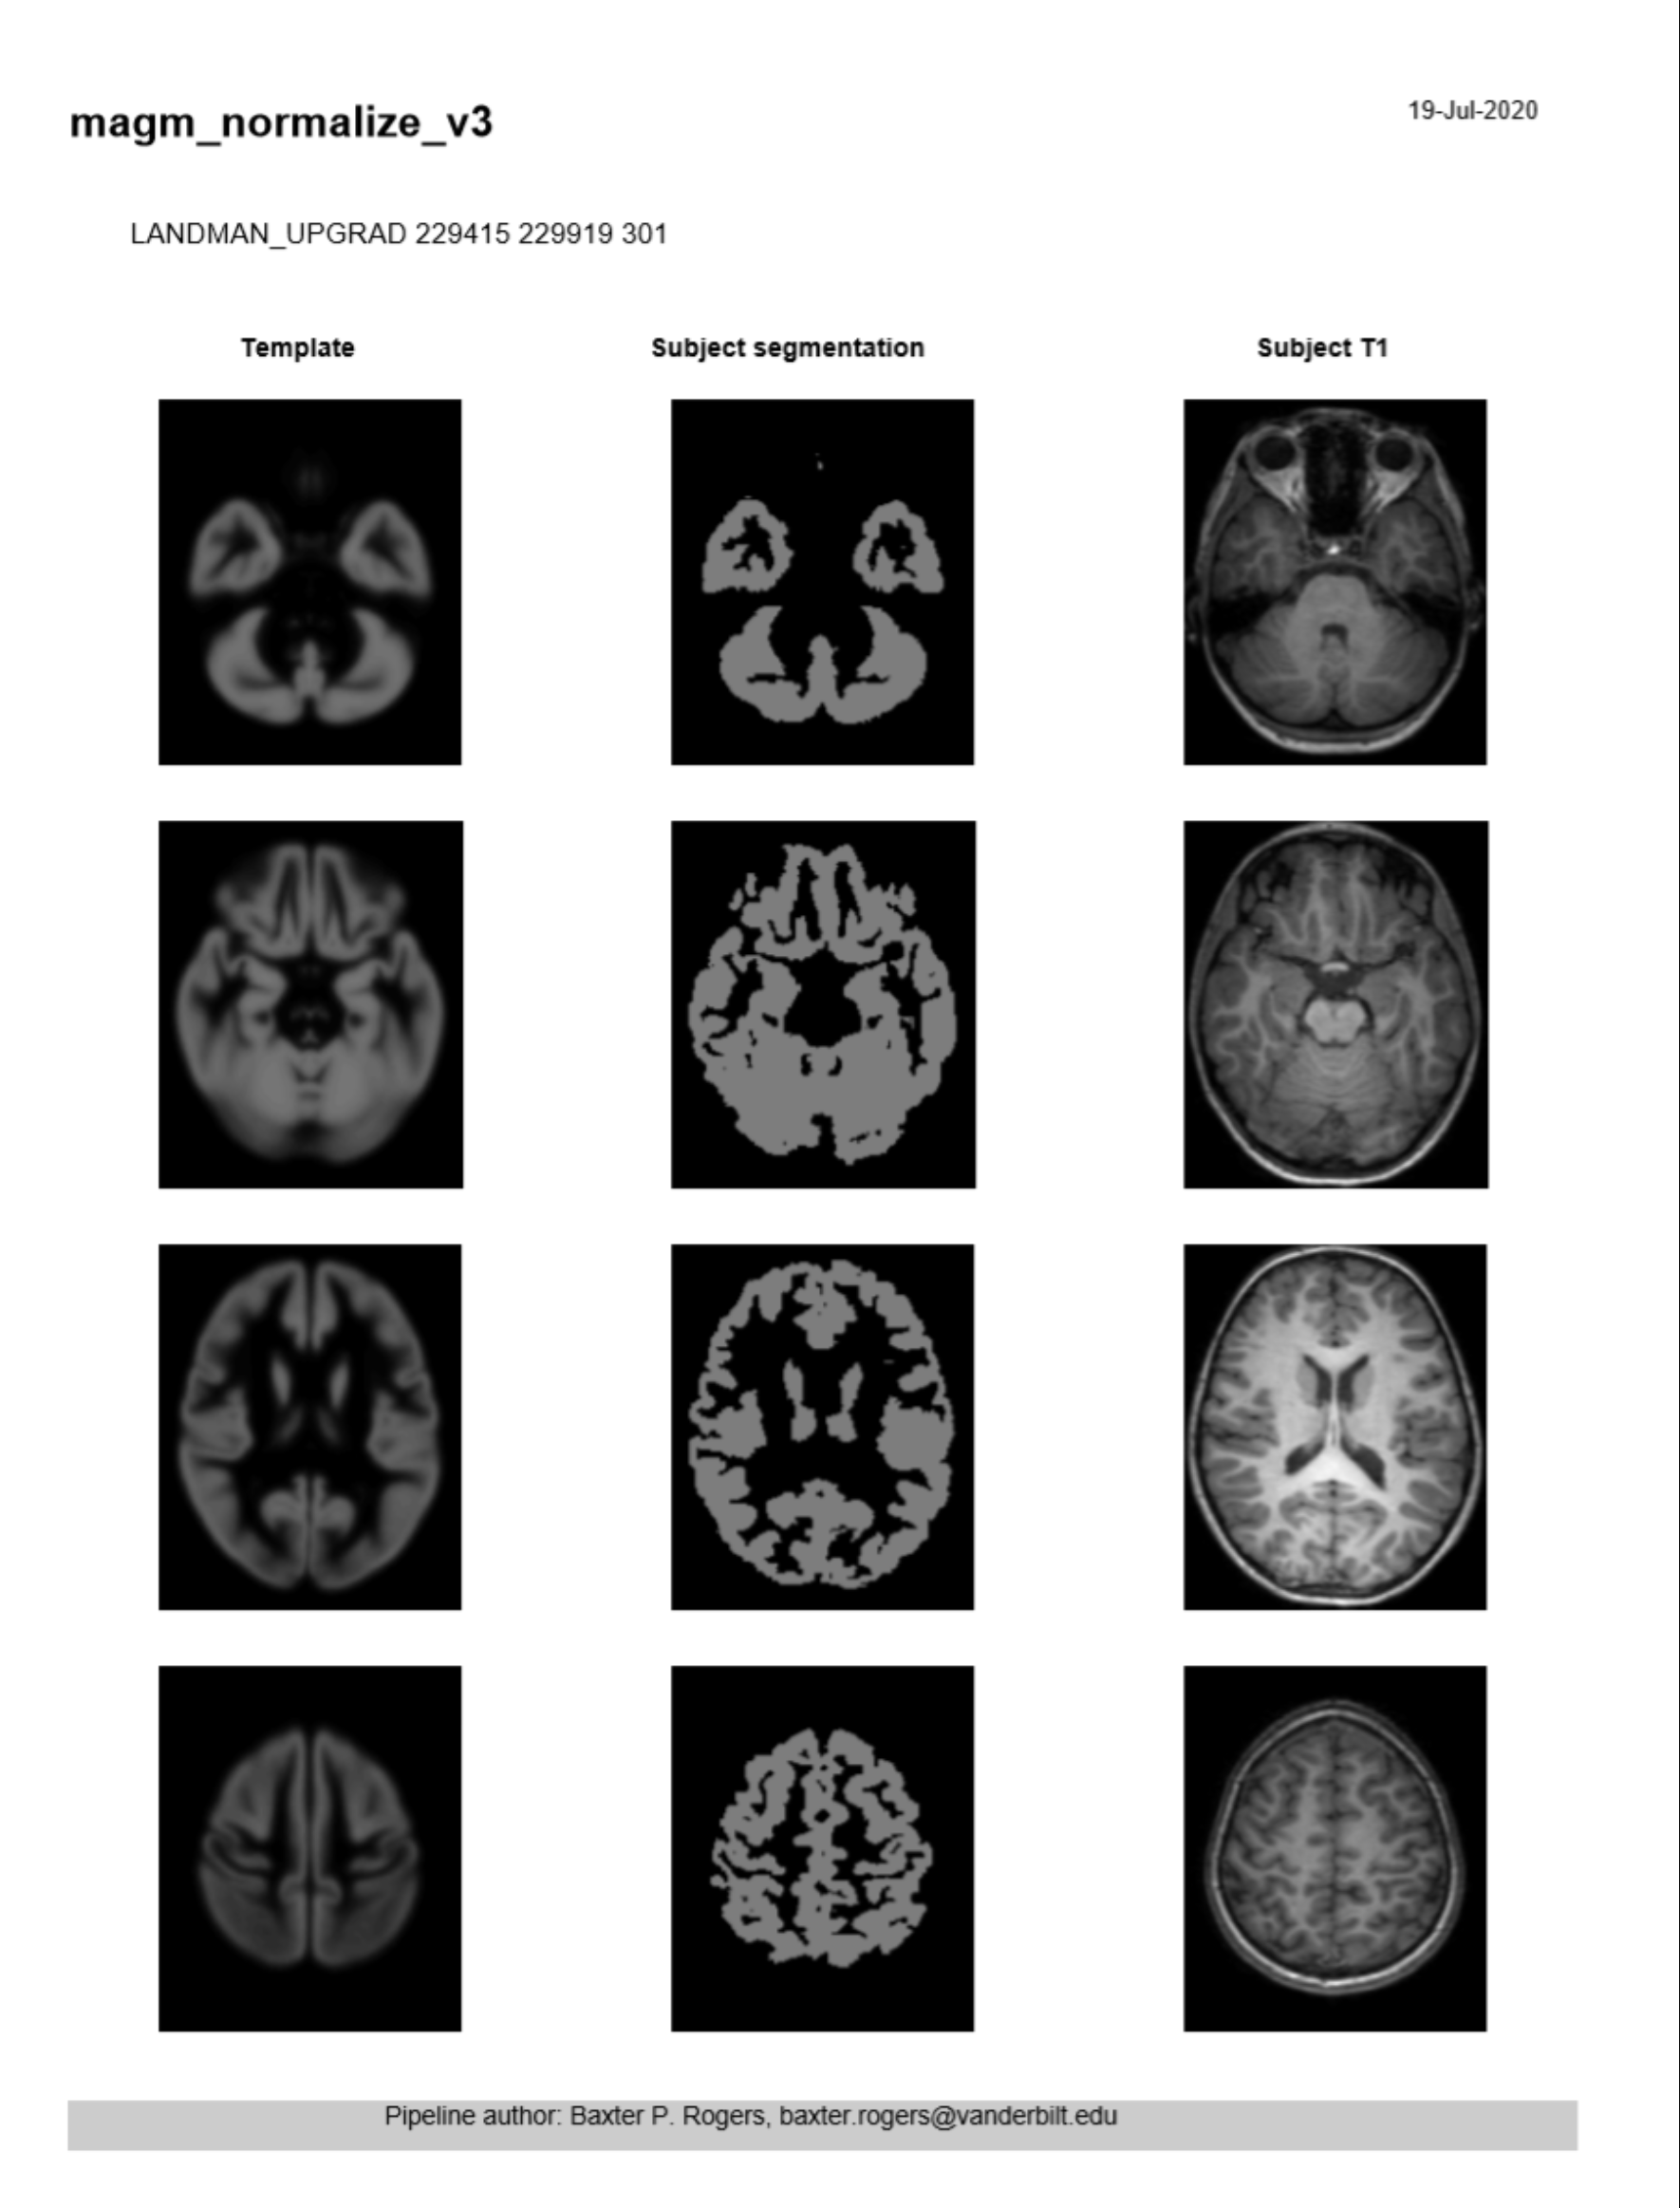 magm_normalize_v3
19-Jul-2020
LANDMAN_UPGRAD 229415 229919 301
Template
Subject segmentation
Subject T1
Pipeline author: Baxter P. Rogers, baxter.rogers@vanderbilt.edu